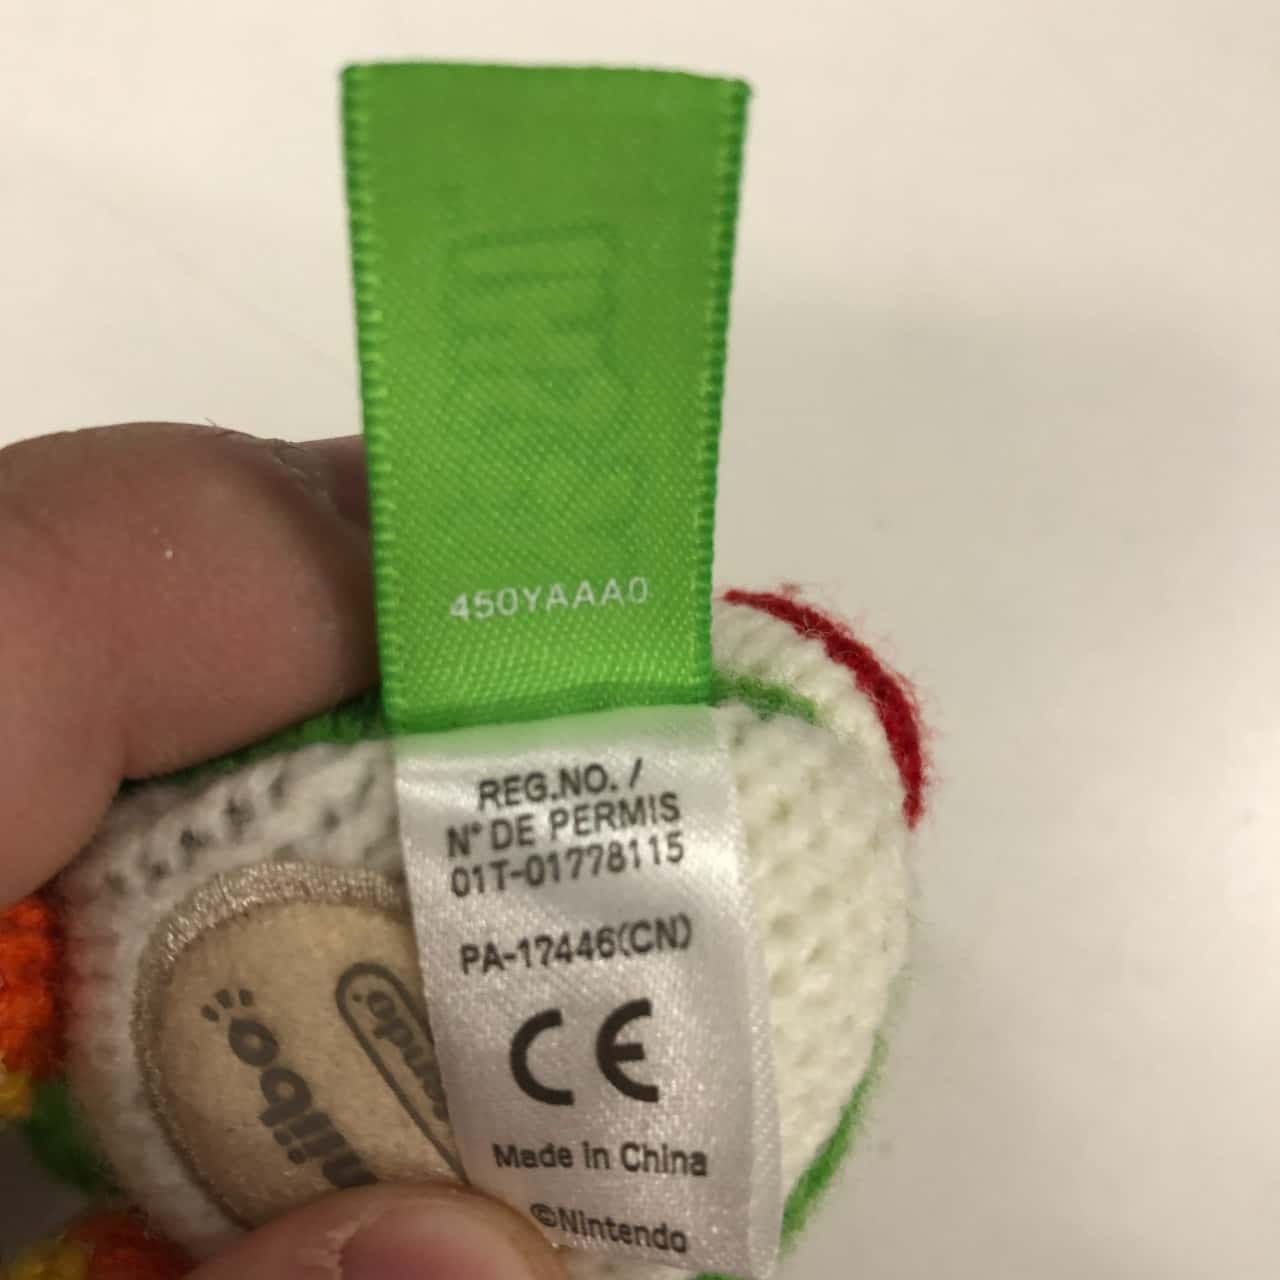 450YAAA0
REG.NO. /
N° DE PERMIS
01T-01778115
PA-17446(CN)
CE
Made in China
©Nintendo